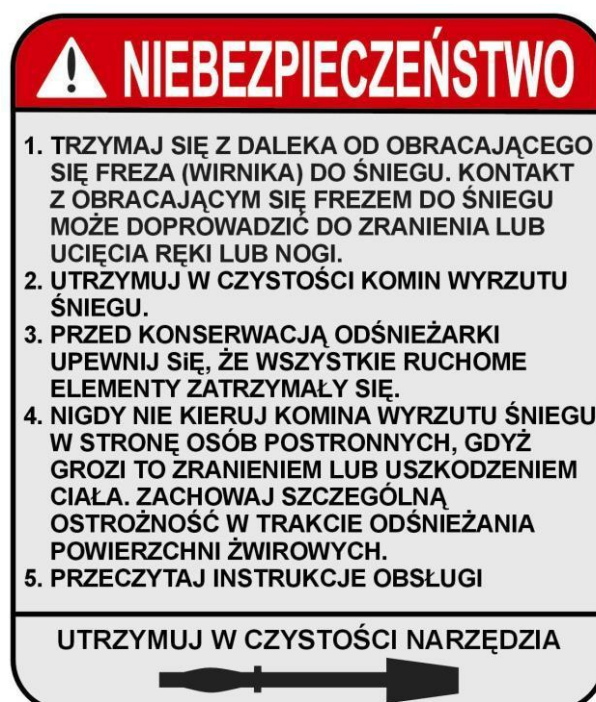 NIEBEZPIECZEŃSTWO
1. TRZYMAJ SIĘ Z DALEKA OD OBRACAJĄCEGO
SIĘ FREZA (WIRNIKA) DO ŚNIEGU. KONTAKT
Z OBRACAJĄCYM SIĘ FREZEM DO ŚNIEGU
MOŻE DOPROWADZIĆ DO ZRANIENIA LUB
UCIĘCIA RĘKI LUB NOGI.
2. UTRZYMUJ W CZYSTOŚCI KOMIN WYRZUTU
ŚNIEGU.
3. PRZED KONSERWACJĄ ODŚNIEŻARKI
UPEWNIJ SiĘ, ŻE WSZYSTKIE RUCHOME
ELEMENTY ZATRZYMAŁY SIĘ.
4. NIGDY NIE KIERUJ KOMINA WYRZUTU ŚNIEGU
W STRONĘ OSÓB POSTRONNYCH, GDYŻ
GROZI TO ZRANIENIEM LUB USZKODZENIEM
CIAŁA. ZACHOWAJ SZCZEGÓLNĄ
OSTROŻNOŚĆ W TRAKCIE ODŚNIEŻANIA
POWIERZCHNI ŻWIROWYCH.
5. PRZECZYTAJ INSTRUKCJE OBSŁUGI
UTRZYMUJ W CZYSTOŚCI NARZĘDZIA